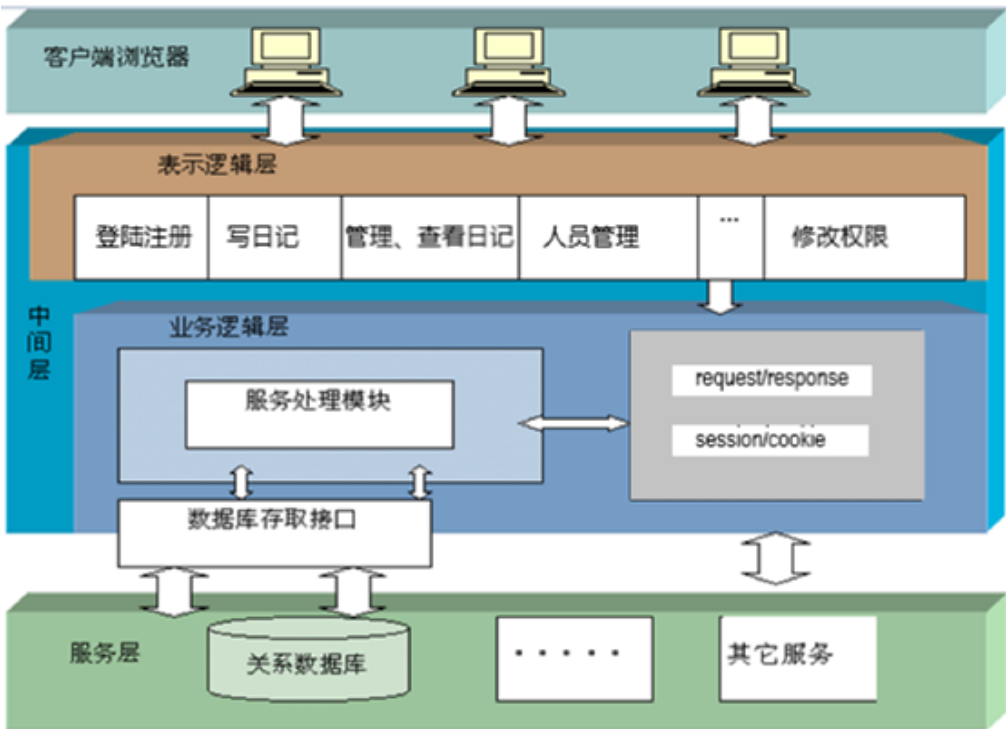 客户端浏览器
表示逻辑层
登陆注册
写日记
管理、查看日记
人员管理
...
修改权限
中间层
业务逻辑层
服务处理模块
request/response
session/cookie
数据库存取接口
服务层
关系数据库
·····
其它服务